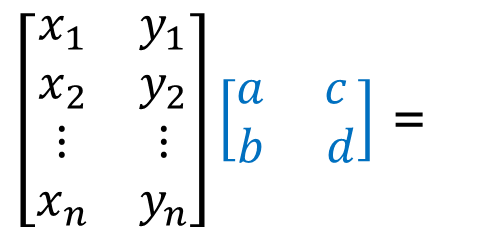 [x₁ y₁
x₂ y₂
⋮ ⋮
xₙ yₙ] [a c
b d] =